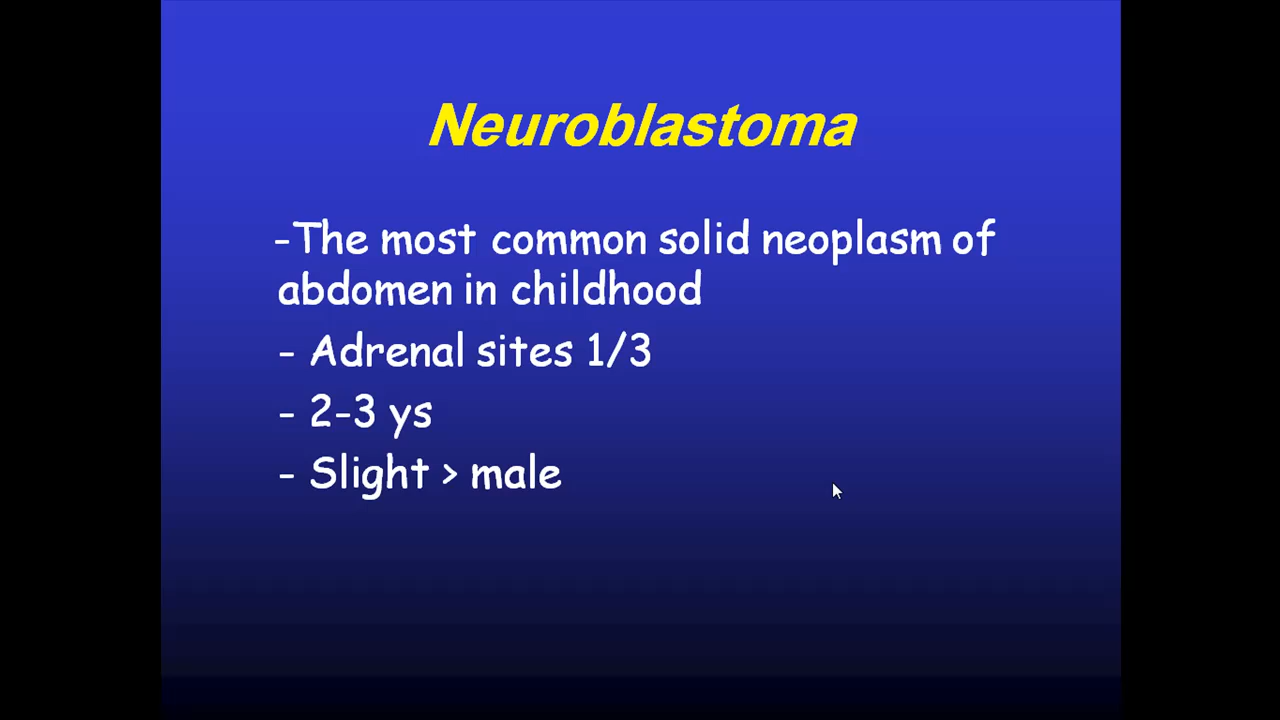 Neuroblastoma
-The most common solid neoplasm of
abdomen in childhood
- Adrenal sites 1/3
- 2-3 ys
- Slight > male